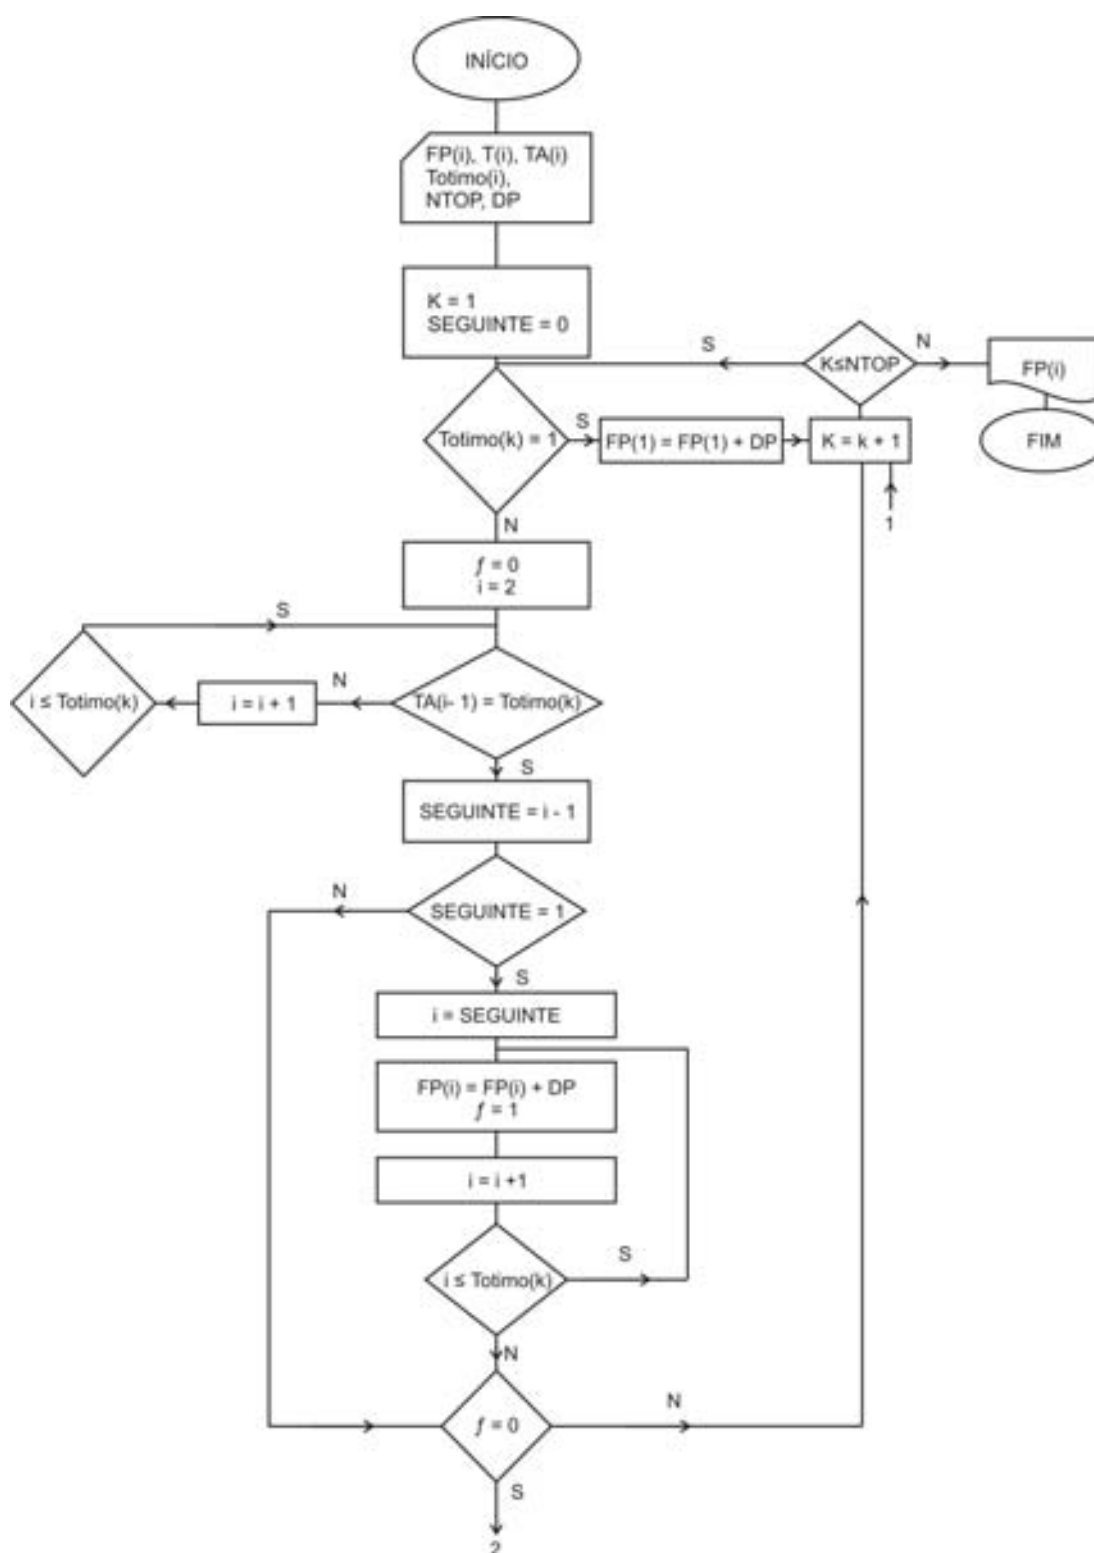 INÍCIO
FP(i), T(i), TA(i)
Totimo(i),
NTOP, DP
K = 1
SEGUINTE = 0
S
K≤NTOP
N
FP(i)
Totimo(k) = 1
S
FP(1) = FP(1) + DP
K = k + 1
FIM
N
1
ƒ = 0
i = 2
S
i ≤ Totimo(k)
i = i + 1
N
TA(i- 1) = Totimo(k)
S
SEGUINTE = i - 1
N
SEGUINTE = 1
S
i = SEGUINTE
FP(i) = FP(i) + DP
ƒ = 1
i = i +1
i ≤ Totimo(k)
S
N
ƒ = 0
N
S
2